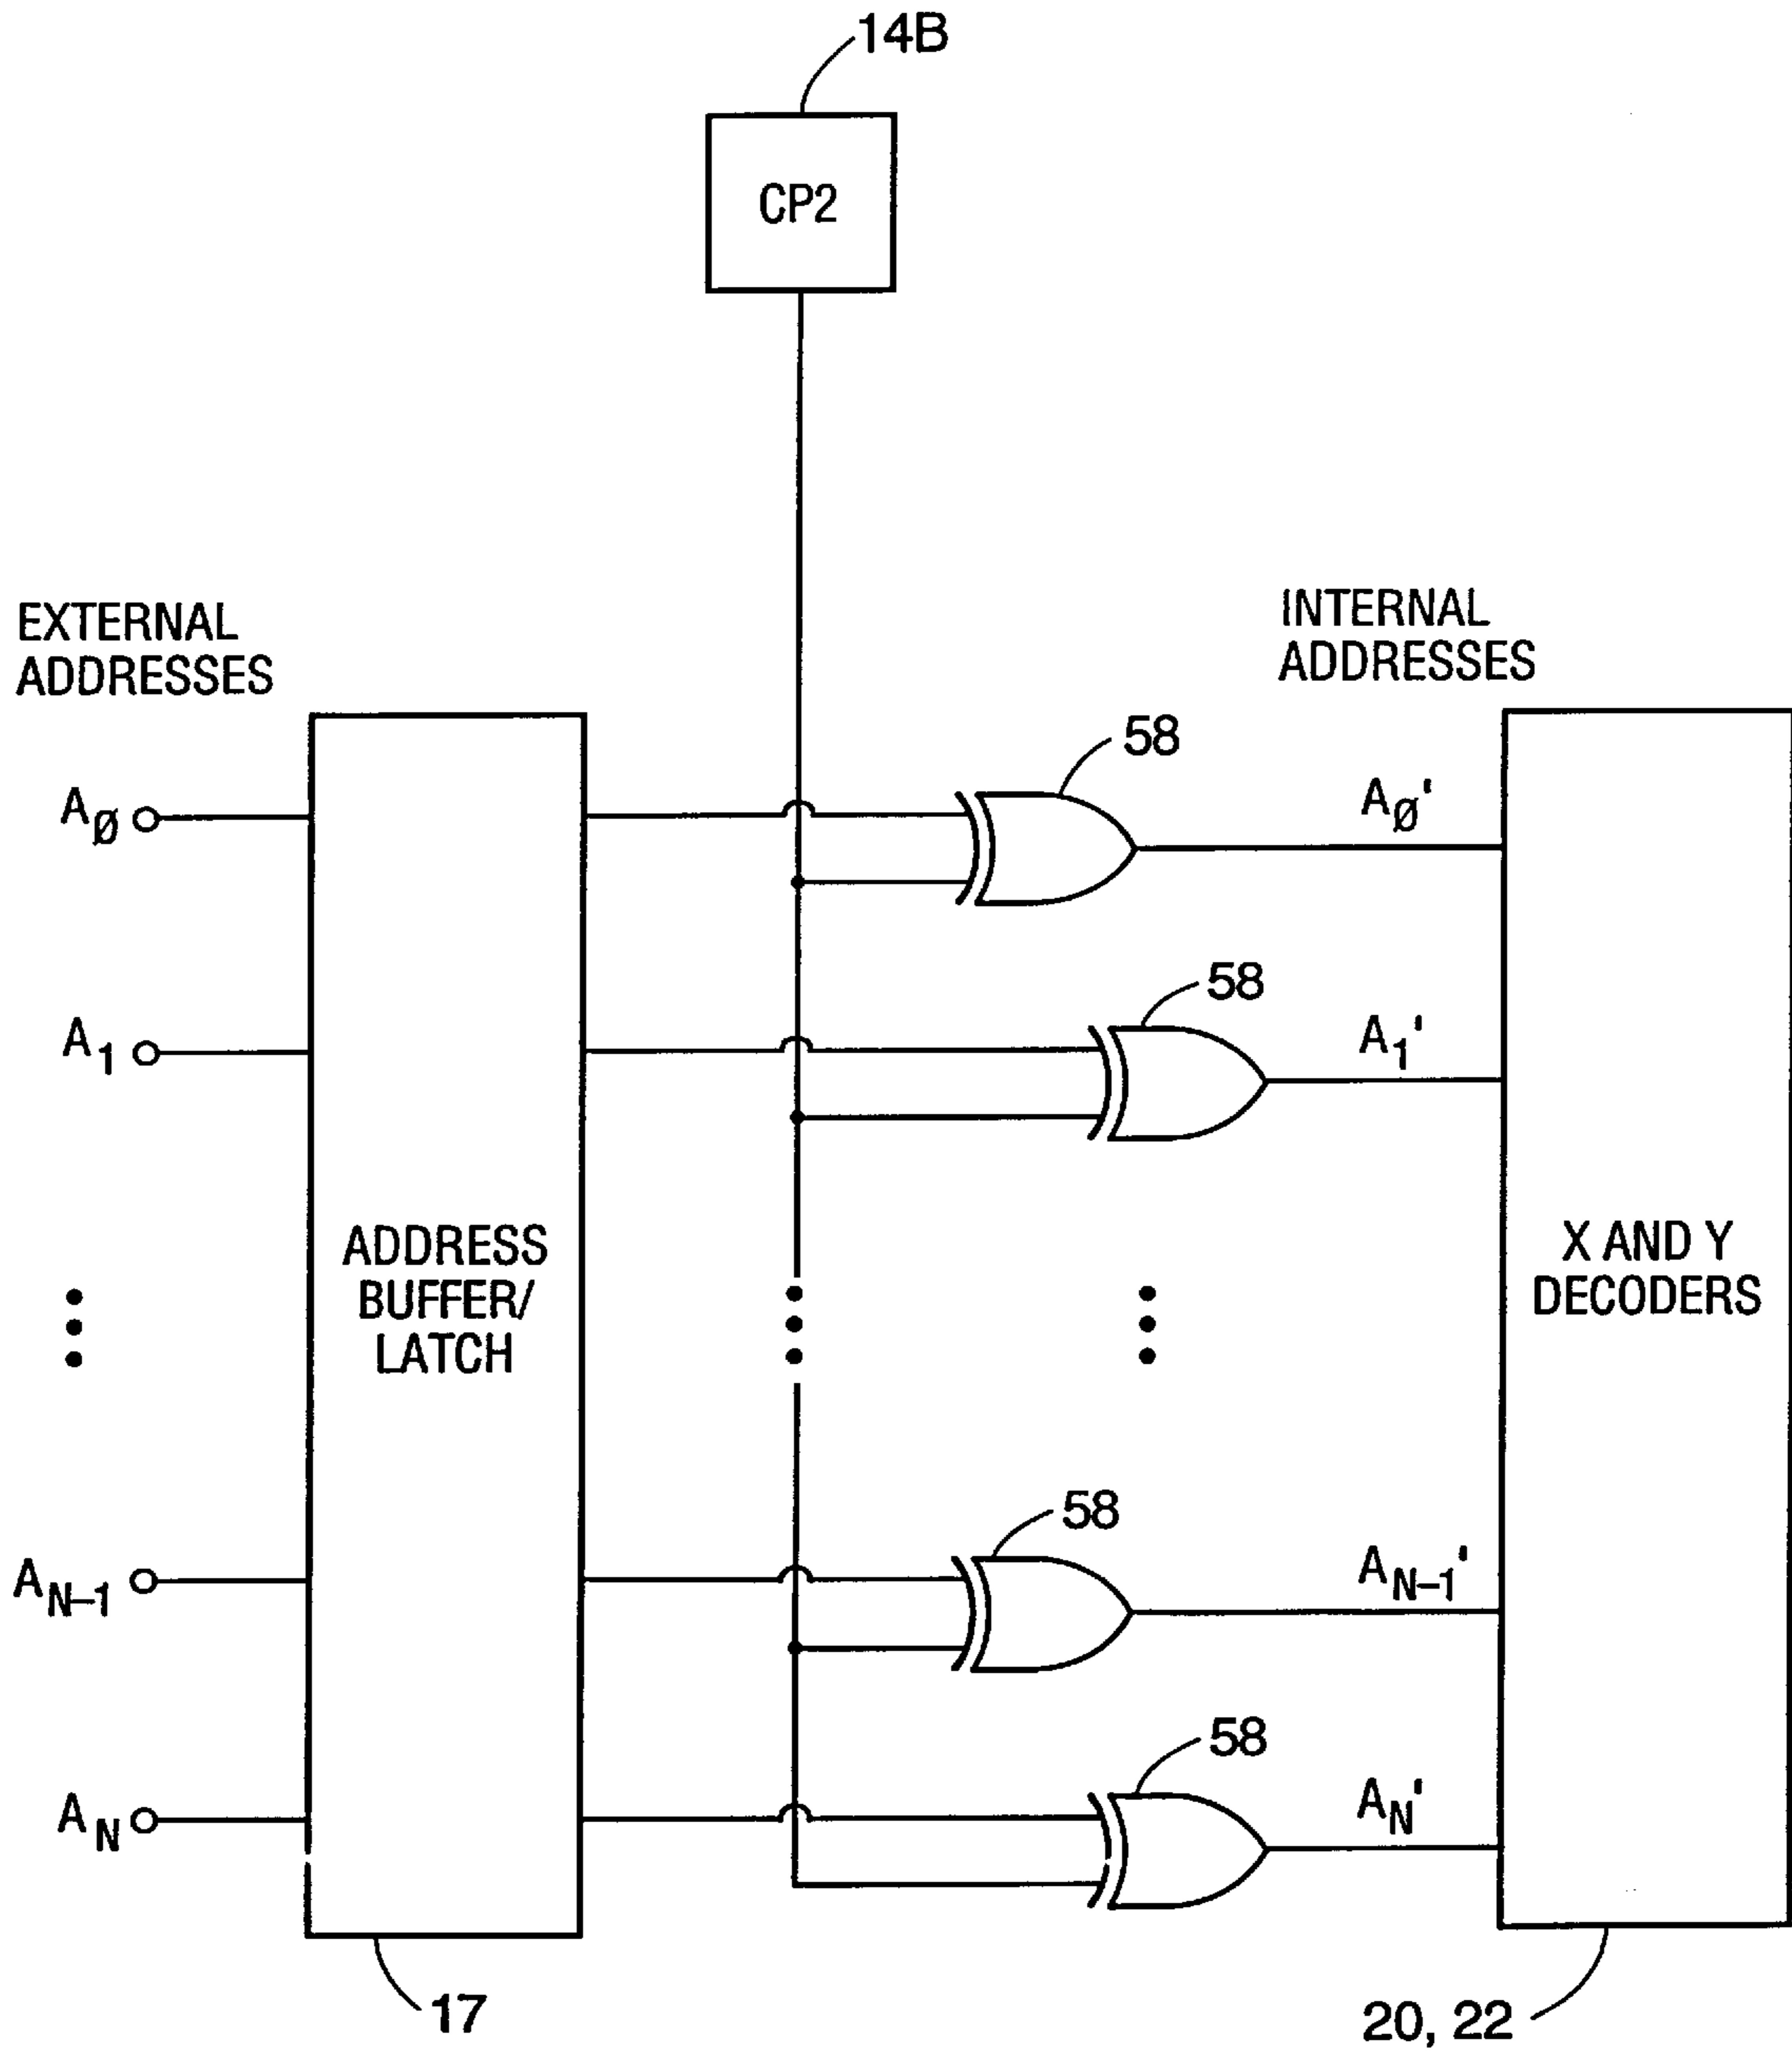 14B
CP2
EXTERNAL
ADDRESSES
INTERNAL
ADDRESSES
58
AØ
AØ'
58
A1
A1'
ADDRESS
BUFFER/
LATCH
X AND Y
DECODERS
58
AN–1
AN–1'
58
AN
AN'
17
20, 22